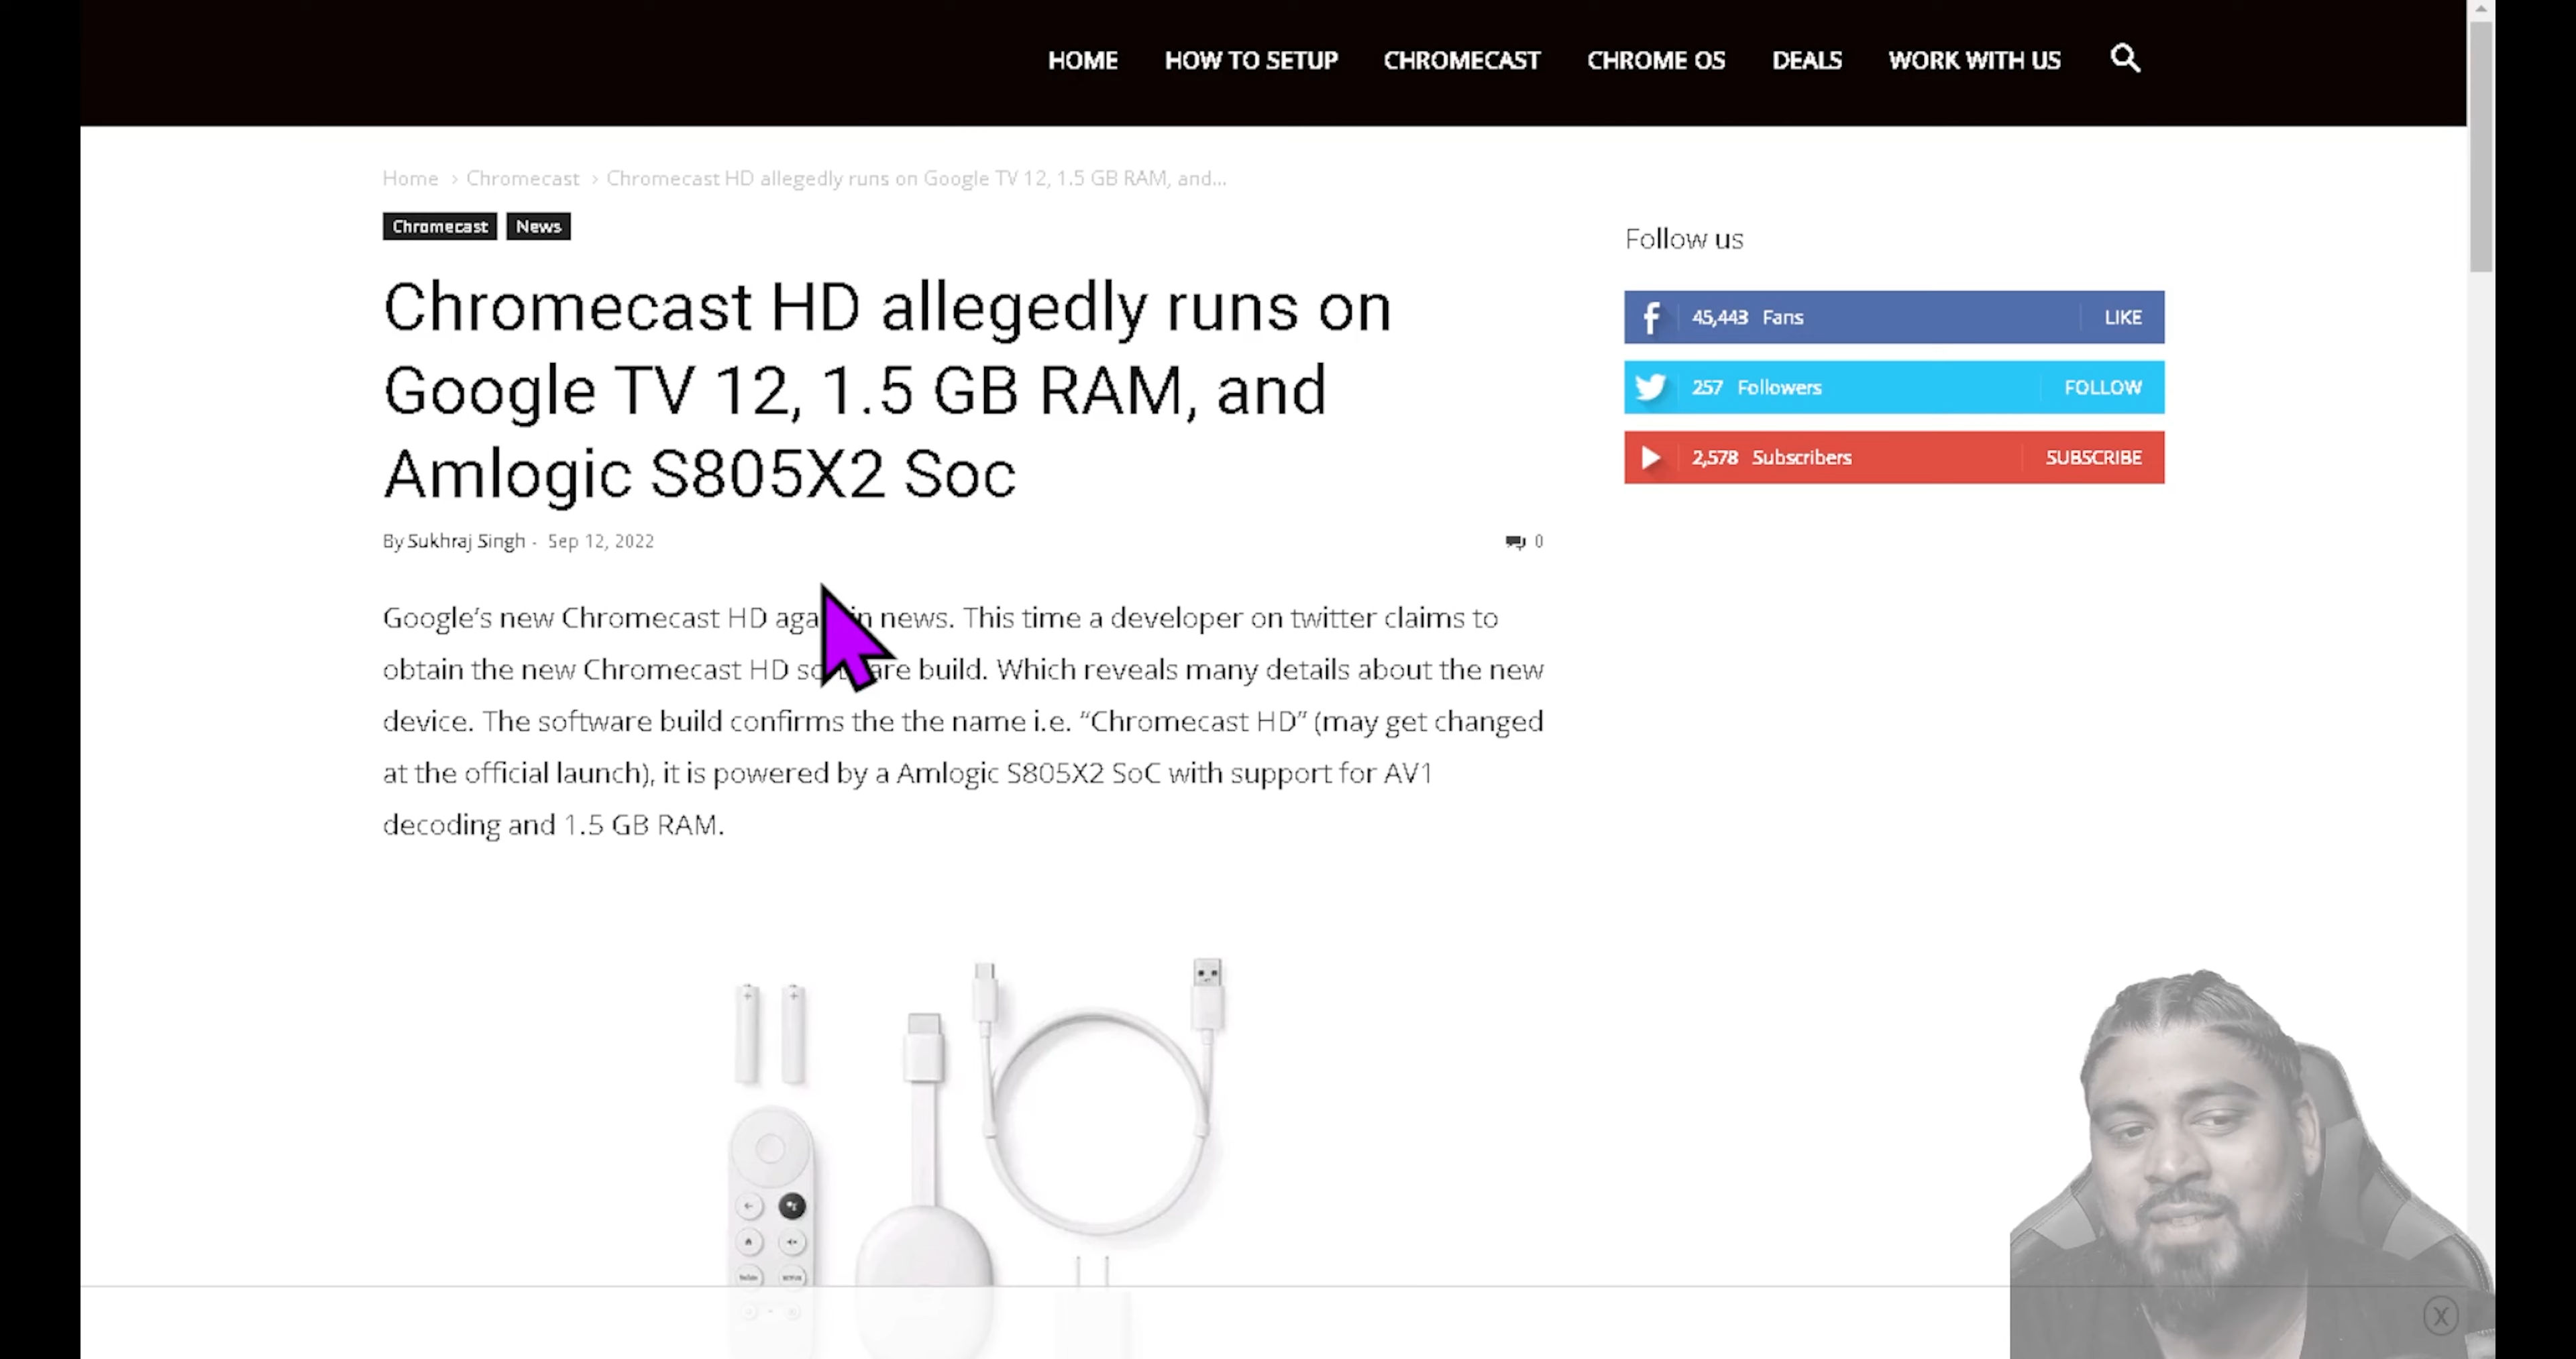 HOME HOW TO SETUP CHROMECAST CHROME OS DEALS WORK WITH US
Home > Chromecast > Chromecast HD allegedly runs on Google TV 12, 1.5 GB RAM, and...
Chromecast News
Chromecast HD allegedly runs on
Google TV 12, 1.5 GB RAM, and
Amlogic S805X2 Soc
By Sukhraj Singh - Sep 12, 2022
0
Google's new Chromecast HD in news. This time a developer on twitter claims to
obtain the new Chromecast HD build. Which reveals many details about the new
device. The software build confirms the the name i.e. “Chromecast HD” (may get changed
at the official launch), it is powered by a Amlogic S805X2 SoC with support for AV1
decoding and 1.5 GB RAM.
Follow us
f 45,443 Fans LIKE
257 Followers FOLLOW
2,578 Subscribers SUBSCRIBE
YouTube NETFLIX
X